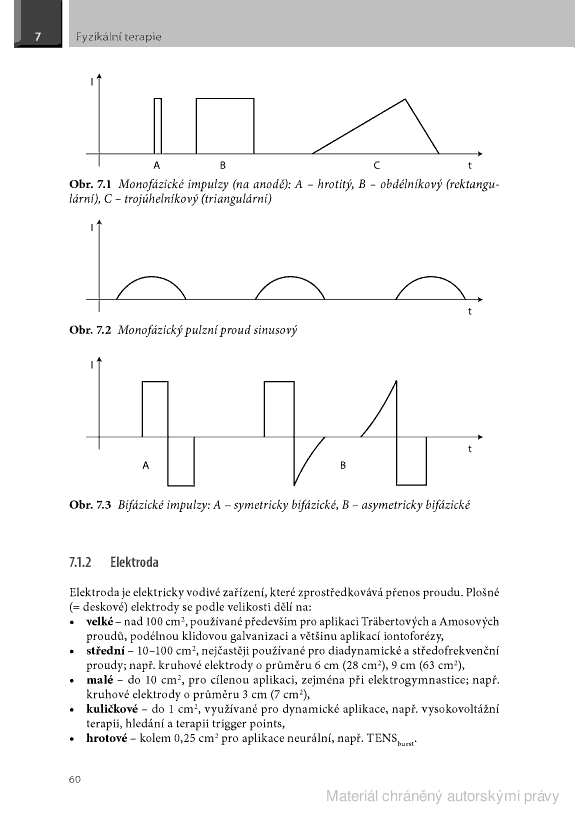 7 Fyzikální terapie
I
A B C t
Obr. 7.1 Monofázické impulzy (na anodě): A – hrotitý, B – obdélníkový (rektangu-
lární), C – trojúhelníkový (triangulární)
I
t
Obr. 7.2 Monofázický pulzní proud sinusový
I
t
A B
Obr. 7.3 Bifázické impulzy: A – symetricky bifázické, B – asymetricky bifázické
7.1.2 Elektroda
Elektroda je elektricky vodivé zařízení, které zprostředkovává přenos proudu. Plošné
(= deskové) elektrody se podle velikosti dělí na:
• velké – nad 100 cm², používané především pro aplikaci Träbertových a Amosových
proudů, podélnou klidovou galvanizaci a většinu aplikací iontoforézy,
• střední – 10–100 cm², nejčastěji používané pro diadynamické a středofrekvenční
proudy; např. kruhové elektrody o průměru 6 cm (28 cm²), 9 cm (63 cm²),
• malé – do 10 cm², pro cílenou aplikaci, zejména při elektrogymnastice; např.
kruhové elektrody o průměru 3 cm (7 cm²),
• kuličkové – do 1 cm², využívané pro dynamické aplikace, např. vysokovoltážní
terapii, hledání a terapii trigger points,
• hrotové – kolem 0,25 cm² pro aplikace neurální, např. TENSburst.
60
Materiál chráněný autorskými právy